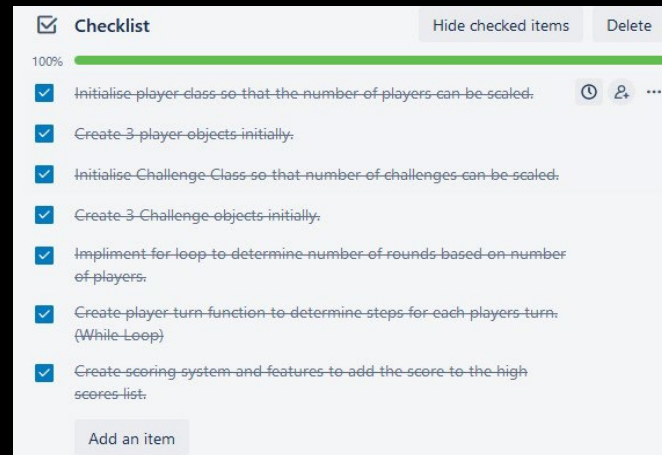 Checklist
Hide checked items
Delete
100%
Initialise player class so that the number of players can be scaled.
Create 3 player objects initially.
Initialise Challenge Class so that number of challenges can be scaled.
Create 3 Challenge objects initially.
Impliment for loop to determine number of rounds based on number
of players.
Create player turn function to determine steps for each players turn.
(While Loop)
Create scoring system and features to add the score to the high
scores list.
Add an item